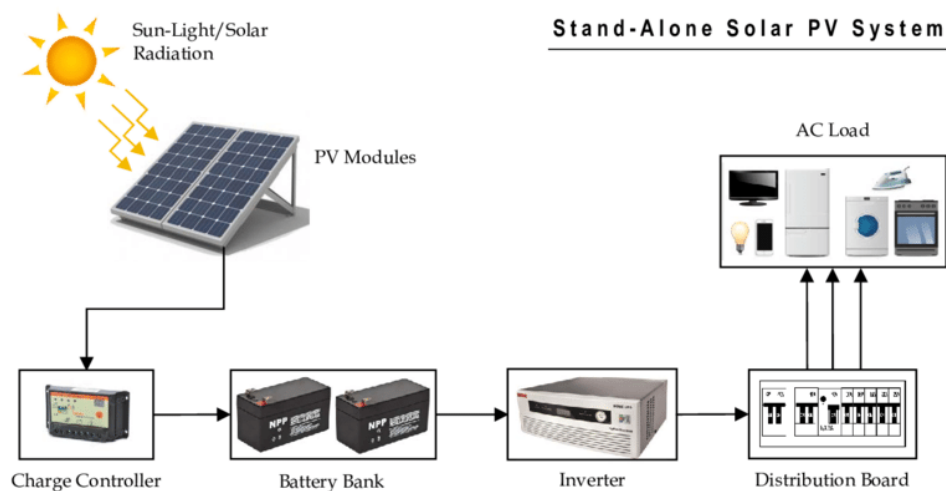 Sun-Light/Solar
Radiation
Stand-Alone Solar PV System
PV Modules
AC Load
NPP
NPP
Charge Controller
Battery Bank
Inverter
Distribution Board